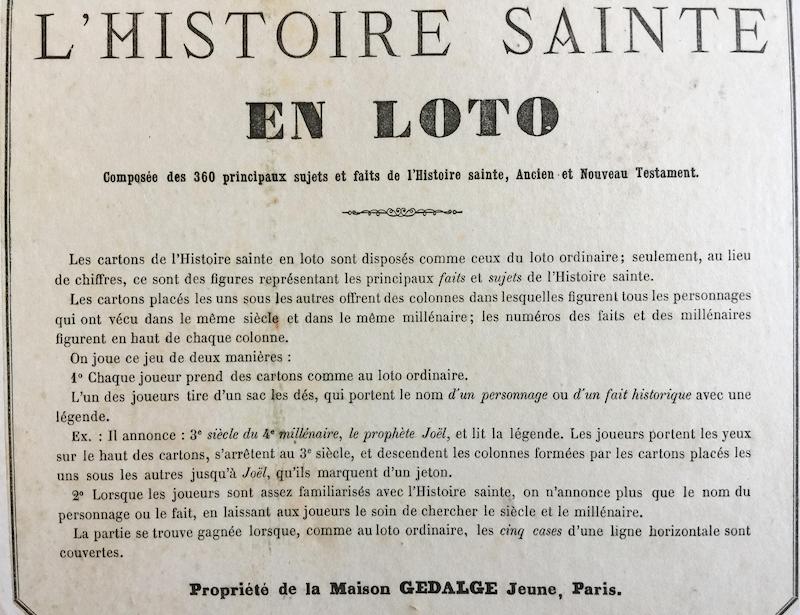 L'HISTOIRE SAINTE
EN LOTO
Composée des 360 principaux sujets et faits de l'Histoire sainte, Ancien et Nouveau Testament.
Les cartons de l'Histoire sainte en loto sont disposés comme ceux du loto ordinaire; seulement, au lieu
de chiffres, ce sont des figures représentant les principaux faits et sujets de l'Histoire sainte.
Les cartons placés les uns sous les autres offrent des colonnes dans lesquelles figurent tous les personnages
qui ont vécu dans le même siècle et dans le même millénaire; les numéros des faits et des millénaires
figurent en haut de chaque colonne.
On joue ce jeu de deux manières :
1º Chaque joueur prend des cartons comme au loto ordinaire.
L'un des joueurs tire d'un sac les dés, qui portent le nom d'un personnage ou d'un fait historique avec une
légende.
Ex. : Il annonce : 3e siècle du 4e millénaire, le prophète Joël, et lit la légende. Les joueurs portent les yeux
sur le haut des cartons, s'arrêtent au 3e siècle, et descendent les colonnes formées par les cartons placés les
uns sous les autres jusqu'à Joël, qu'ils marquent d'un jeton.
2º Lorsque les joueurs sont assez familiarisés avec l'Histoire sainte, on n'annonce plus que le nom du
personnage ou le fait, en laissant aux joueurs le soin de chercher le siècle et le millénaire.
La partie se trouve gagnée lorsque, comme au loto ordinaire, les cinq cases d'une ligne horizontale sont
couvertes.
Propriété de la Maison GEDALGE Jeune, Paris.